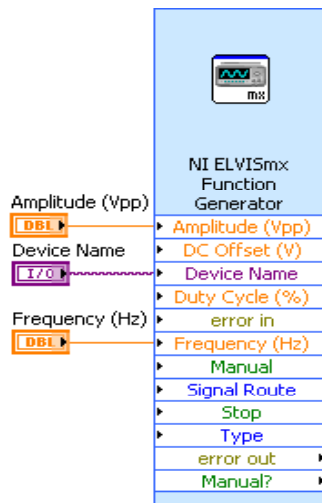 mx
NI ELVISmx
Function
Generator
Amplitude (Vpp)
DBL
Amplitude (Vpp)
DC Offset (V)
Device Name
I/O
Device Name
Duty Cycle (%)
Frequency (Hz)
error in
DBL
Frequency (Hz)
Manual
Signal Route
Stop
Type
error out
Manual?